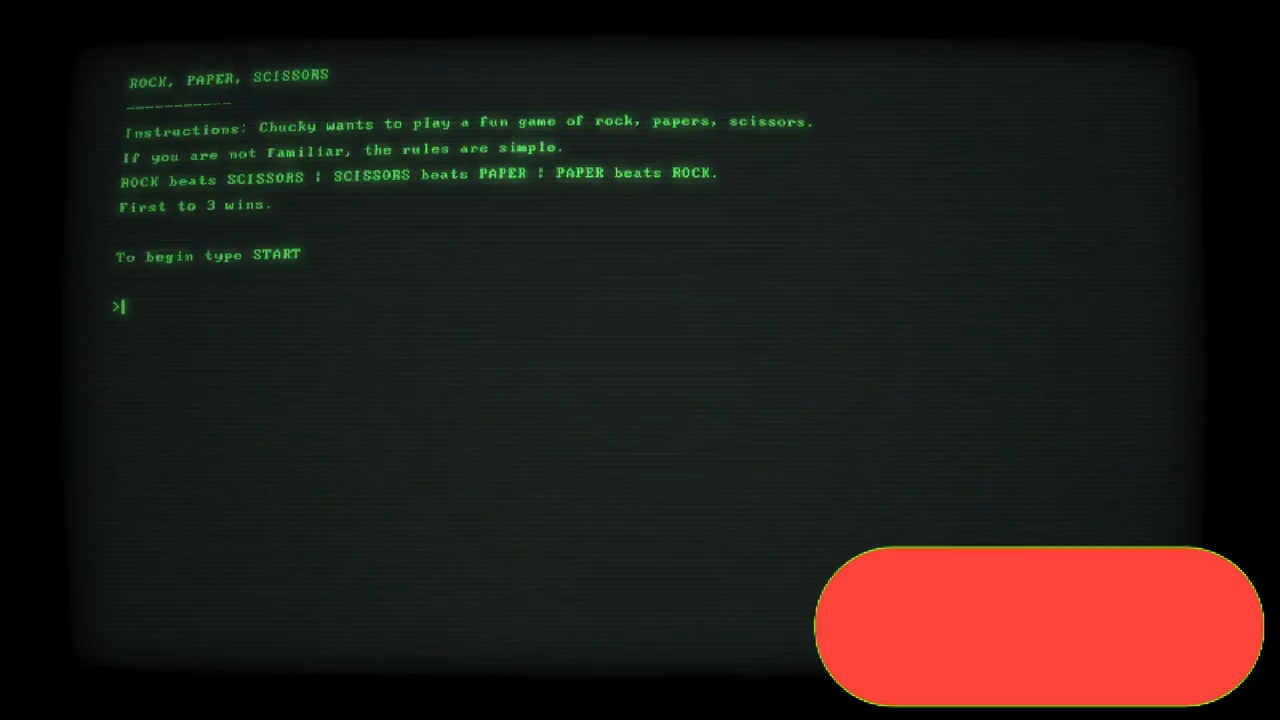 ROCK, PAPER, SCISSORS
-----------
Instructions: Chucky wants to play a fun game of rock, papers, scissors.
If you are not familiar, the rules are simple.
ROCK beats SCISSORS ¦ SCISSORS beats PAPER ¦ PAPER beats ROCK.
First to 3 wins.
To begin type START
>